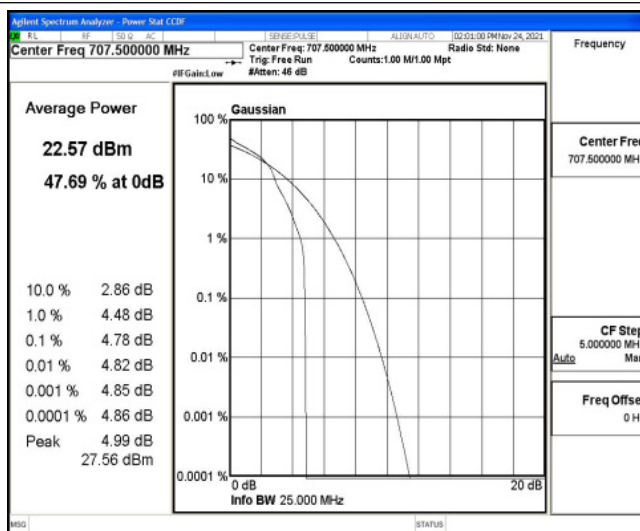 Agilent Spectrum Analyzer - Power Stat CCDF
RL RF 50 Ω AC SENSE:PULSE ALIGN AUTO 02:01:00 PM Nov 24, 2021
Center Freq 707.500000 MHz
Center Freq: 707.500000 MHz Radio Std: None
Trig: Free Run Counts:1.00 M/1.00 Mpt
#IFGain:Low #Atten: 46 dB
Frequency
Average Power
22.57 dBm
47.69 % at 0dB
10.0 % 2.86 dB
1.0 % 4.48 dB
0.1 % 4.78 dB
0.01 % 4.82 dB
0.001 % 4.85 dB
0.0001 % 4.86 dB
Peak 4.99 dB
27.56 dBm
Gaussian
100 %
10 %
1 %
0.1 %
0.01 %
0.001 %
0.0001 %
0 dB 20 dB
Info BW 25.000 MHz
Center Fre
707.500000 MH
CF Step
5.000000 MH
Auto Ma
Freq Offse
0 H
MSG STATUS